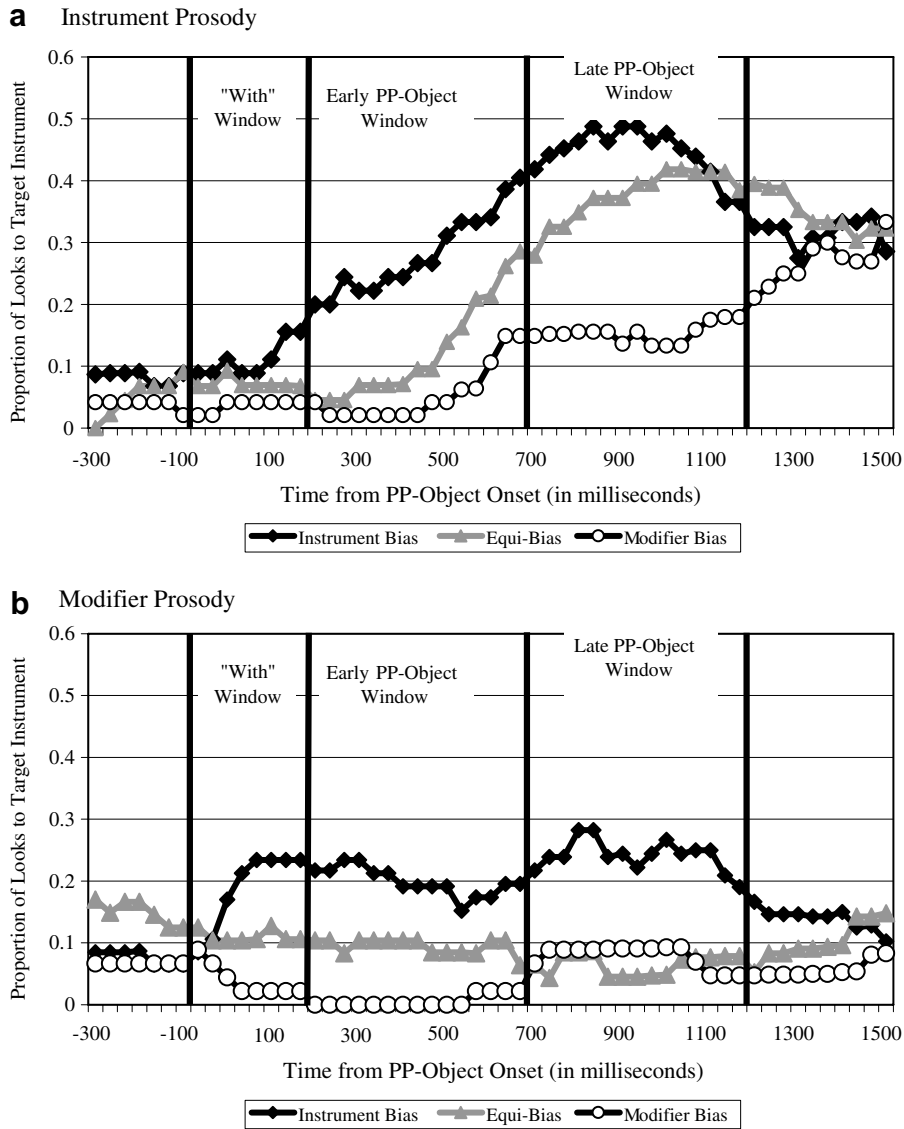 a Instrument Prosody
Proportion of Looks to Target Instrument
0.6
0.5
0.4
0.3
0.2
0.1
0
"With"
Window
Early PP-Object
Window
Late PP-Object
Window
-300 -100 100 300 500 700 900 1100 1300 1500
Time from PP-Object Onset (in milliseconds)
Instrument Bias Equi-Bias Modifier Bias
b Modifier Prosody
Proportion of Looks to Target Instrument
0.6
0.5
0.4
0.3
0.2
0.1
0
"With"
Window
Early PP-Object
Window
Late PP-Object
Window
-300 -100 100 300 500 700 900 1100 1300 1500
Time from PP-Object Onset (in milliseconds)
Instrument Bias Equi-Bias Modifier Bias